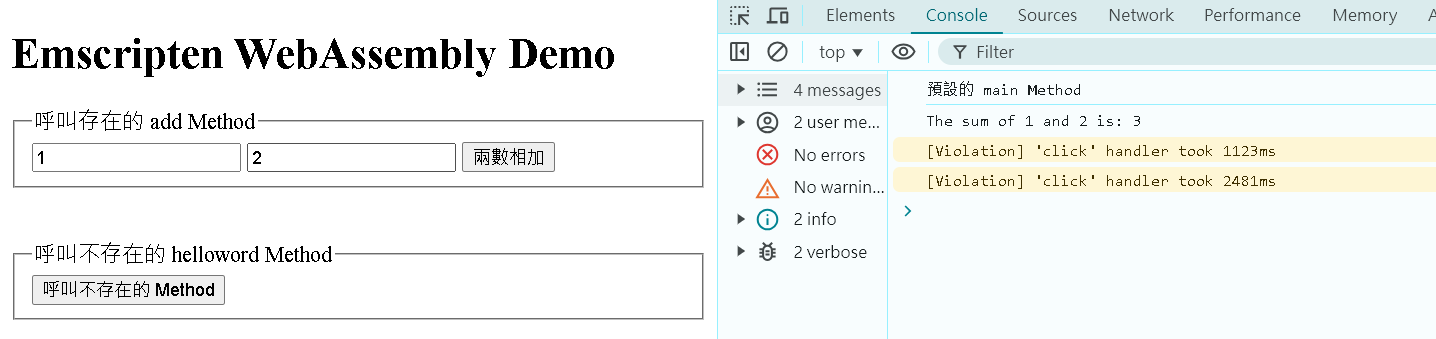 Emscripten WebAssembly Demo
呼叫存在的 add Method
1 2 兩數相加
呼叫不存在的 helloword Method
呼叫不存在的 Method
Elements Console Sources Network Performance Memory
top ▼ Filter
4 messages
2 user me...
No errors
No warnin...
2 info
2 verbose
預設的 main Method
The sum of 1 and 2 is: 3
[Violation] 'click' handler took 1123ms
[Violation] 'click' handler took 2481ms